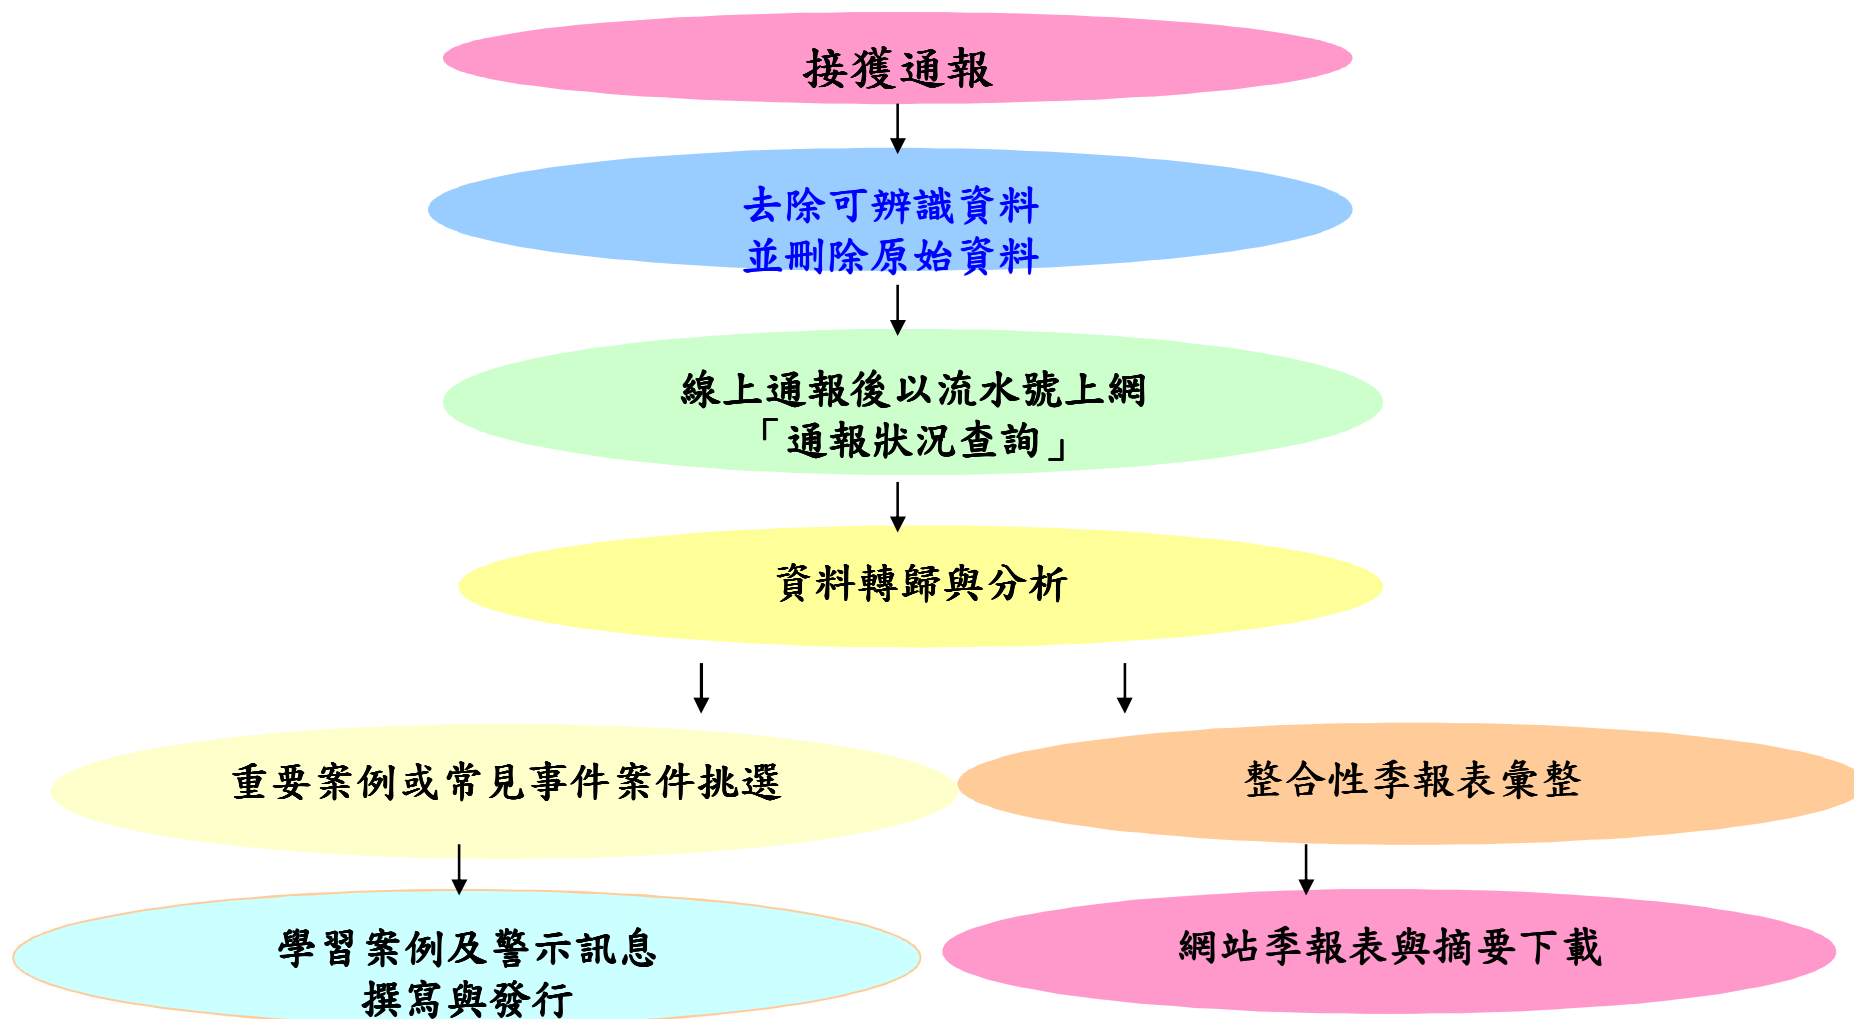 接獲通報
去除可辨識資料
並刪除原始資料
線上通報後以流水號上網
「通報狀況查詢」
資料轉歸與分析
重要案例或常見事件案件挑選
整合性季報表彙整
學習案例及警示訊息
撰寫與發行
網站季報表與摘要下載